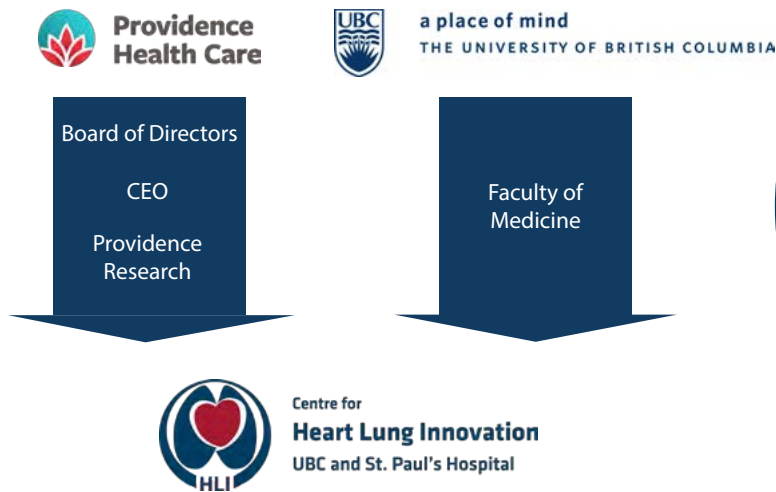 Providence
Health Care
UBC
a place of mind
THE UNIVERSITY OF BRITISH COLUMBIA
Board of Directors
CEO
Providence
Research
Faculty of
Medicine
HLI
Centre for
Heart Lung Innovation
UBC and St. Paul's Hospital